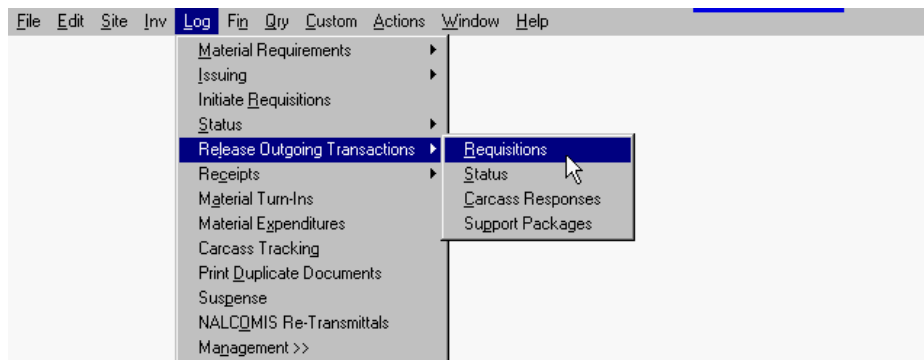 File Edit Site Inv Log Fin Qry Custom Actions Window Help
Material Requirements
Issuing
Initiate Requisitions
Status
Release Outgoing Transactions
Receipts
Material Turn-Ins
Material Expenditures
Carcass Tracking
Print Duplicate Documents
Suspense
NALCOMIS Re-Transmittals
Management >>
Requisitions
Status
Carcass Responses
Support Packages